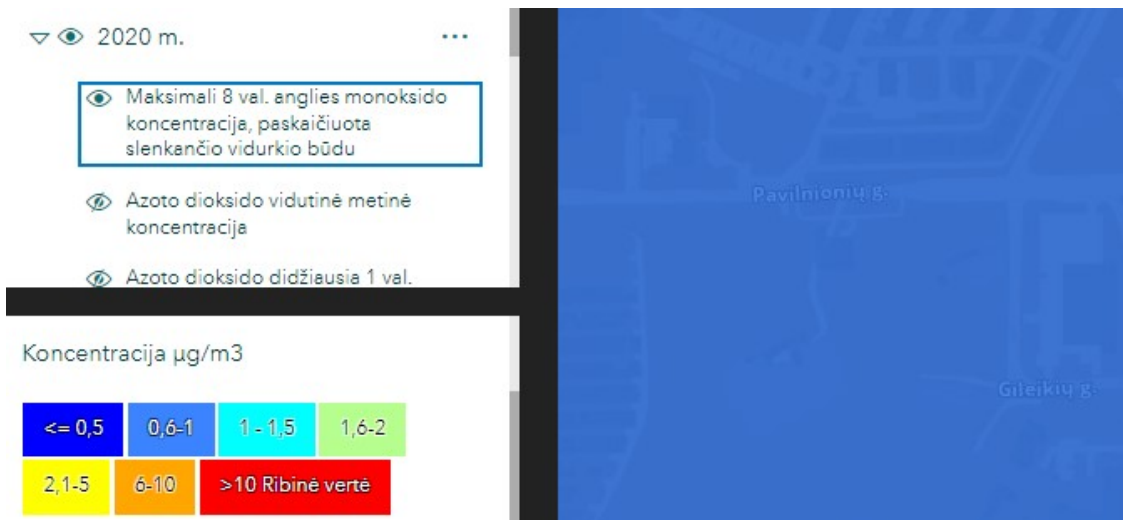 2020 m.
Maksimali 8 val. anglies monoksido
koncentracija, paskaičiuota
slenkančio vidurkio būdu
Azoto dioksido vidutinė metinė
koncentracija
Azoto dioksido didžiausia 1 val.
Koncentracija µg/m3
<= 0,5 0,6-1 1 - 1,5 1,6-2
2,1-5 6-10 >10 Ribinė vertė
Pavilnionių g.
Gileikių g.